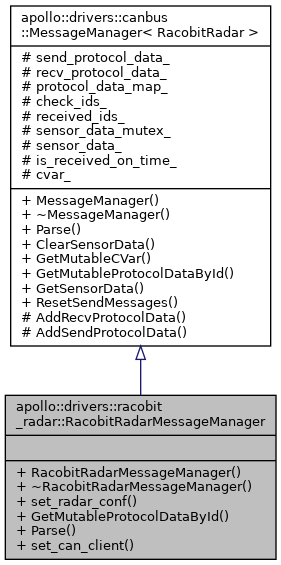 apollo::drivers::canbus
::MessageManager< RacobitRadar >
# send_protocol_data_
# recv_protocol_data_
# protocol_data_map_
# check_ids_
# received_ids_
# sensor_data_mutex_
# sensor_data_
# is_received_on_time_
# cvar_
+ MessageManager()
+ ~MessageManager()
+ Parse()
+ ClearSensorData()
+ GetMutableCVar()
+ GetMutableProtocolDataById()
+ GetSensorData()
+ ResetSendMessages()
# AddRecvProtocolData()
# AddSendProtocolData()
apollo::drivers::racobit
_radar::RacobitRadarMessageManager
+ RacobitRadarMessageManager()
+ ~RacobitRadarMessageManager()
+ set_radar_conf()
+ GetMutableProtocolDataById()
+ Parse()
+ set_can_client()